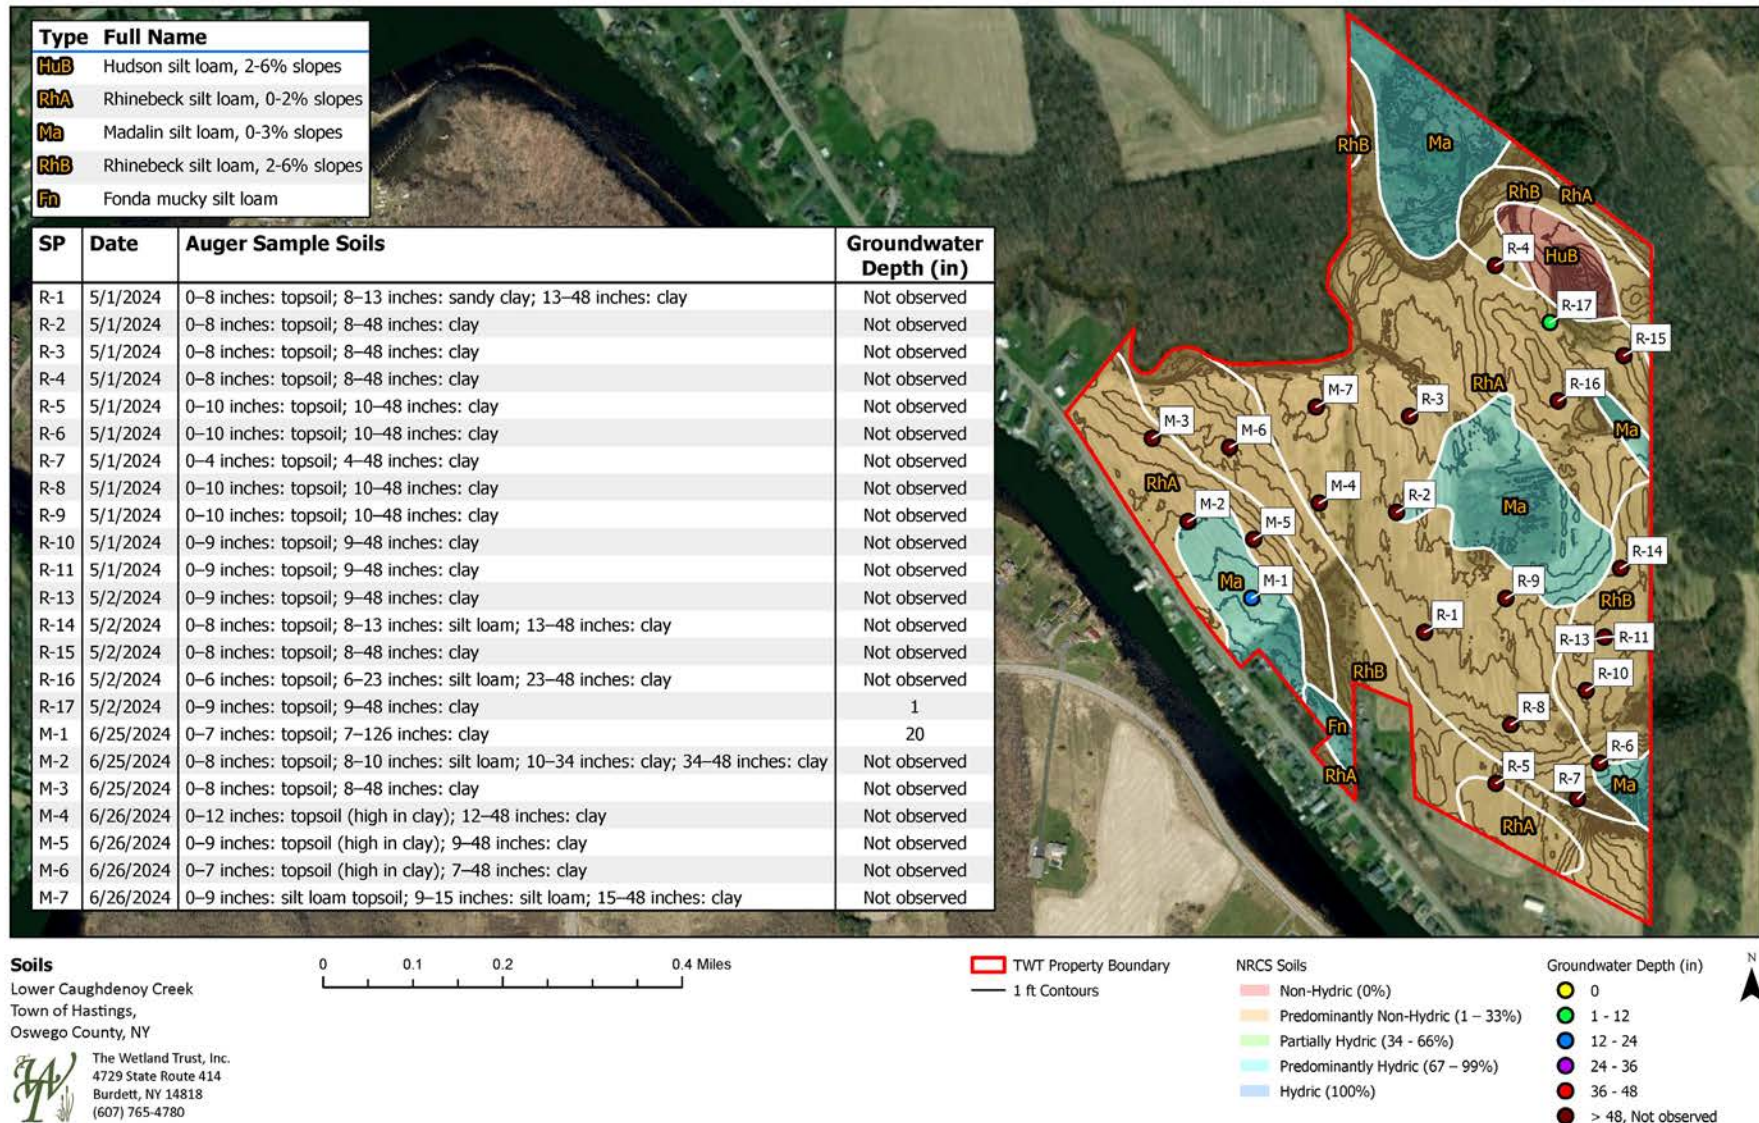 Type Full Name
HuB Hudson silt loam, 2-6% slopes
RhA Rhinebeck silt loam, 0-2% slopes
Ma Madalin silt loam, 0-3% slopes
RhB Rhinebeck silt loam, 2-6% slopes
Fn Fonda mucky silt loam
SP Date Auger Sample Soils Groundwater Depth (in)
R-1 5/1/2024 0–8 inches: topsoil; 8–13 inches: sandy clay; 13–48 inches: clay Not observed
R-2 5/1/2024 0–8 inches: topsoil; 8–48 inches: clay Not observed
R-3 5/1/2024 0–8 inches: topsoil; 8–48 inches: clay Not observed
R-4 5/1/2024 0–8 inches: topsoil; 8–48 inches: clay Not observed
R-5 5/1/2024 0–10 inches: topsoil; 10–48 inches: clay Not observed
R-6 5/1/2024 0–10 inches: topsoil; 10–48 inches: clay Not observed
R-7 5/1/2024 0–4 inches: topsoil; 4–48 inches: clay Not observed
R-8 5/1/2024 0–10 inches: topsoil; 10–48 inches: clay Not observed
R-9 5/1/2024 0–10 inches: topsoil; 10–48 inches: clay Not observed
R-10 5/1/2024 0–9 inches: topsoil; 9–48 inches: clay Not observed
R-11 5/1/2024 0–9 inches: topsoil; 9–48 inches: clay Not observed
R-13 5/2/2024 0–9 inches: topsoil; 9–48 inches: clay Not observed
R-14 5/2/2024 0–8 inches: topsoil; 8–13 inches: silt loam; 13–48 inches: clay Not observed
R-15 5/2/2024 0–8 inches: topsoil; 8–48 inches: clay Not observed
R-16 5/2/2024 0–6 inches: topsoil; 6–23 inches: silt loam; 23–48 inches: clay Not observed
R-17 5/2/2024 0–9 inches: topsoil; 9–48 inches: clay 1
M-1 6/25/2024 0–7 inches: topsoil; 7–126 inches: clay 20
M-2 6/25/2024 0–8 inches: topsoil; 8–10 inches: silt loam; 10–34 inches: clay; 34–48 inches: clay Not observed
M-3 6/25/2024 0–8 inches: topsoil; 8–48 inches: clay Not observed
M-4 6/26/2024 0–12 inches: topsoil (high in clay); 12–48 inches: clay Not observed
M-5 6/26/2024 0–9 inches: topsoil (high in clay); 9–48 inches: clay Not observed
M-6 6/26/2024 0–7 inches: topsoil (high in clay); 7–48 inches: clay Not observed
M-7 6/26/2024 0–9 inches: silt loam topsoil; 9–15 inches: silt loam; 15–48 inches: clay Not observed
RhB Ma
RhB RhA
R-4 HuB
R-17
R-15
RhA R-16
M-7 R-3
M-3 M-6 Ma
RhA M-4 R-2 Ma
M-2 M-5
R-14
Ma M-1 R-9 RhB
R-1 R-13 R-11
RhB R-10
Fn R-8
R-6
RhA R-5 R-7 Ma
RhA
Soils
Lower Caughdenoy Creek
Town of Hastings,
Oswego County, NY
The Wetland Trust, Inc.
4729 State Route 414
Burdett, NY 14818
(607) 765-4780
0 0.1 0.2 0.4 Miles
TWT Property Boundary
1 ft Contours
NRCS Soils
Non-Hydric (0%)
Predominantly Non-Hydric (1 – 33%)
Partially Hydric (34 - 66%)
Predominantly Hydric (67 – 99%)
Hydric (100%)
Groundwater Depth (in)
0
1 - 12
12 - 24
24 - 36
36 - 48
> 48, Not observed
N